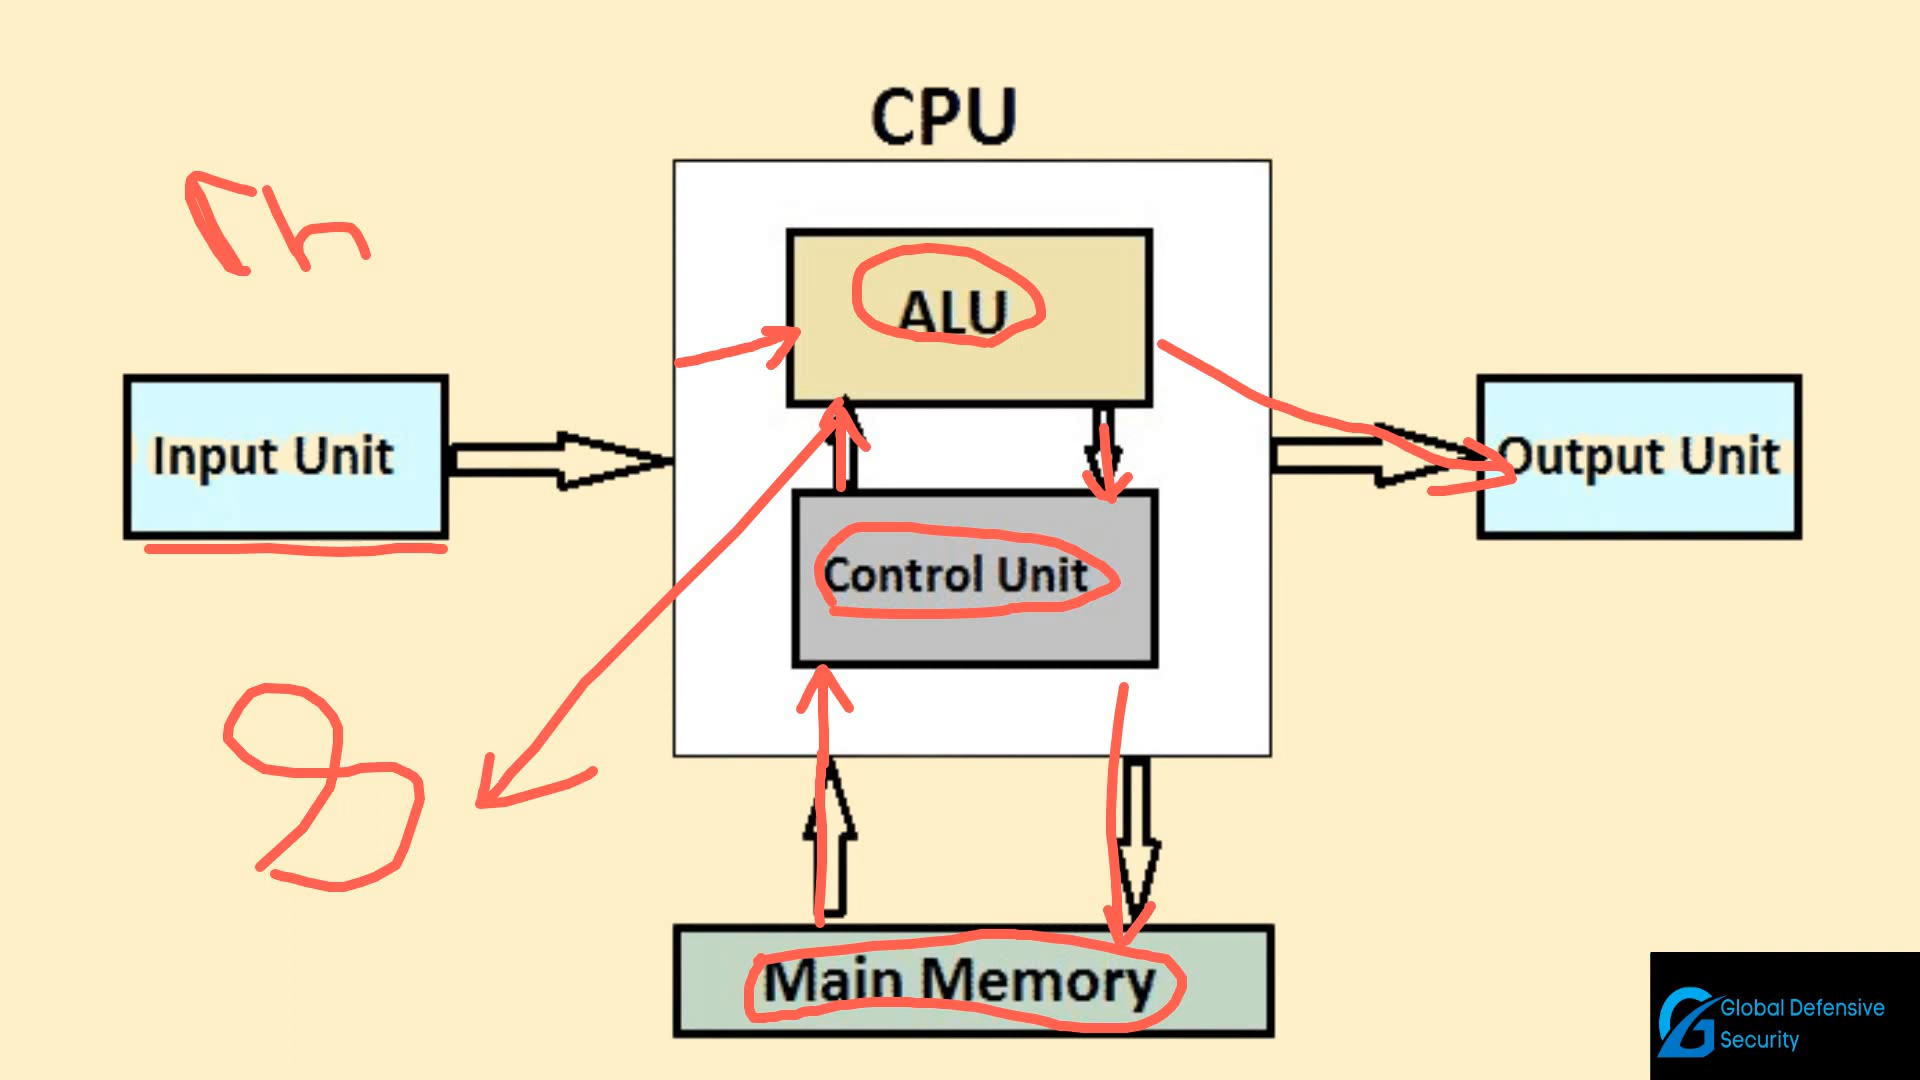 CPU
ALU
Input Unit
Output Unit
Control Unit
Main Memory
Global Defensive
Security